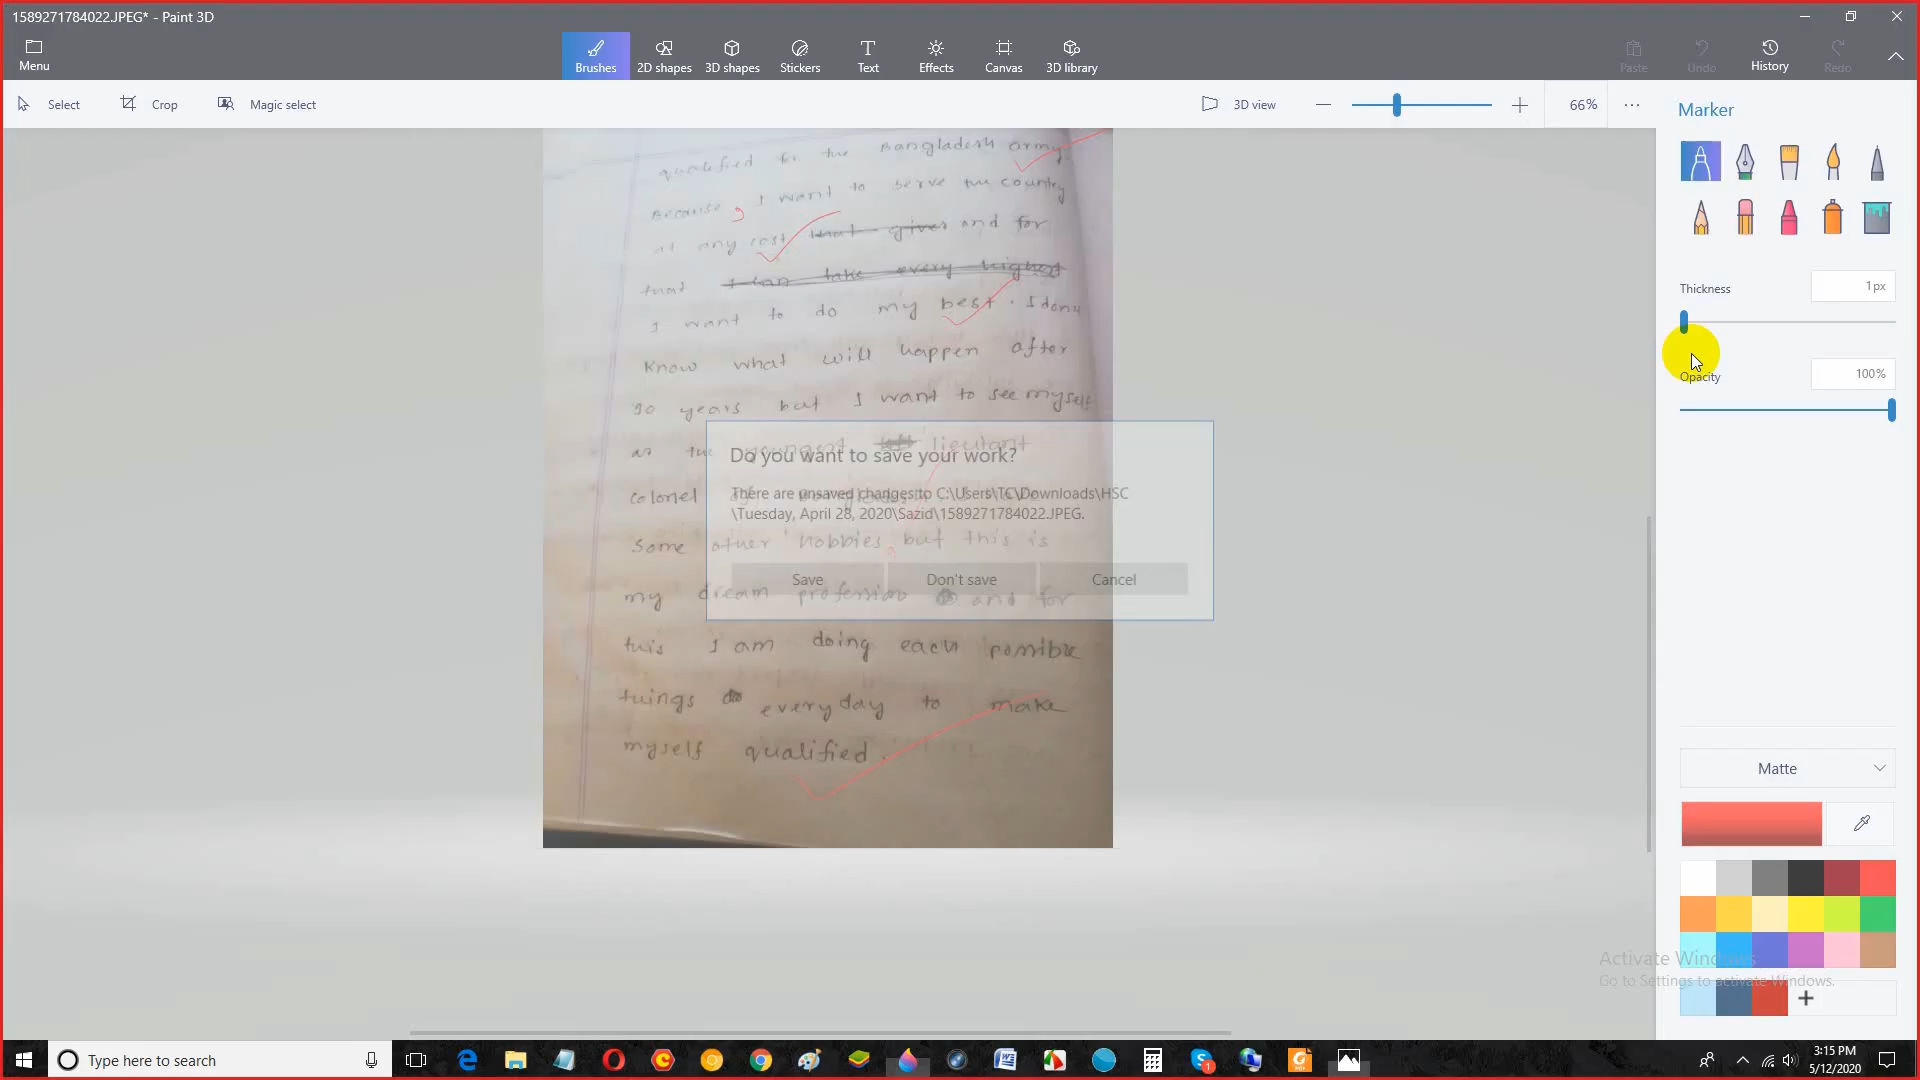 1589271784022.JPEG* - Paint 3D
Menu
Brushes
2D shapes
3D shapes
Stickers
Text
Effects
Canvas
3D library
Paste
Undo
History
Redo
Select
Crop
Magic select
3D view
66%
Marker
Thickness
1px
Opacity
100%
Matte
qualified for the Bangladesh army.
Because, I want to serve the country
at any cost that gives and for
that I can take every highest
I want to do my best. I don't
know what will happen after
10 years but I want to see myself
as the youngest lieutant
colonel
Some other hobbies, but this is
my dream profession and for
this I am doing each possible
things everyday to make
myself qualified.
Do you want to save your work?
There are unsaved changes to C:\Users\TC\Downloads\HSC
\Tuesday, April 28, 2020\Sazid\1589271784022.JPEG.
Save
Don't save
Cancel
Activate Windows
Go to Settings to activate Windows.
Type here to search
3:15 PM
5/12/2020